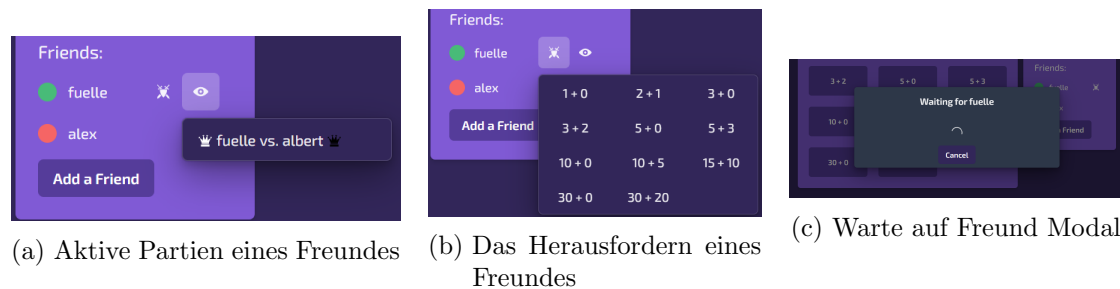 Friends:
fuelle
alex
fuelle vs. albert
Add a Friend
(a) Aktive Partien eines Freundes
Friends:
fuelle
alex
Add a Friend
1 + 0 2 + 1 3 + 0
3 + 2 5 + 0 5 + 3
10 + 0 10 + 5 15 + 10
30 + 0 30 + 20
(b) Das Herausfordern eines
Freundes
3 + 2 5 + 0 5 + 3
10 + 0
30 + 0
Friends:
Waiting for fuelle
Cancel
Friend
(c) Warte auf Freund Modal